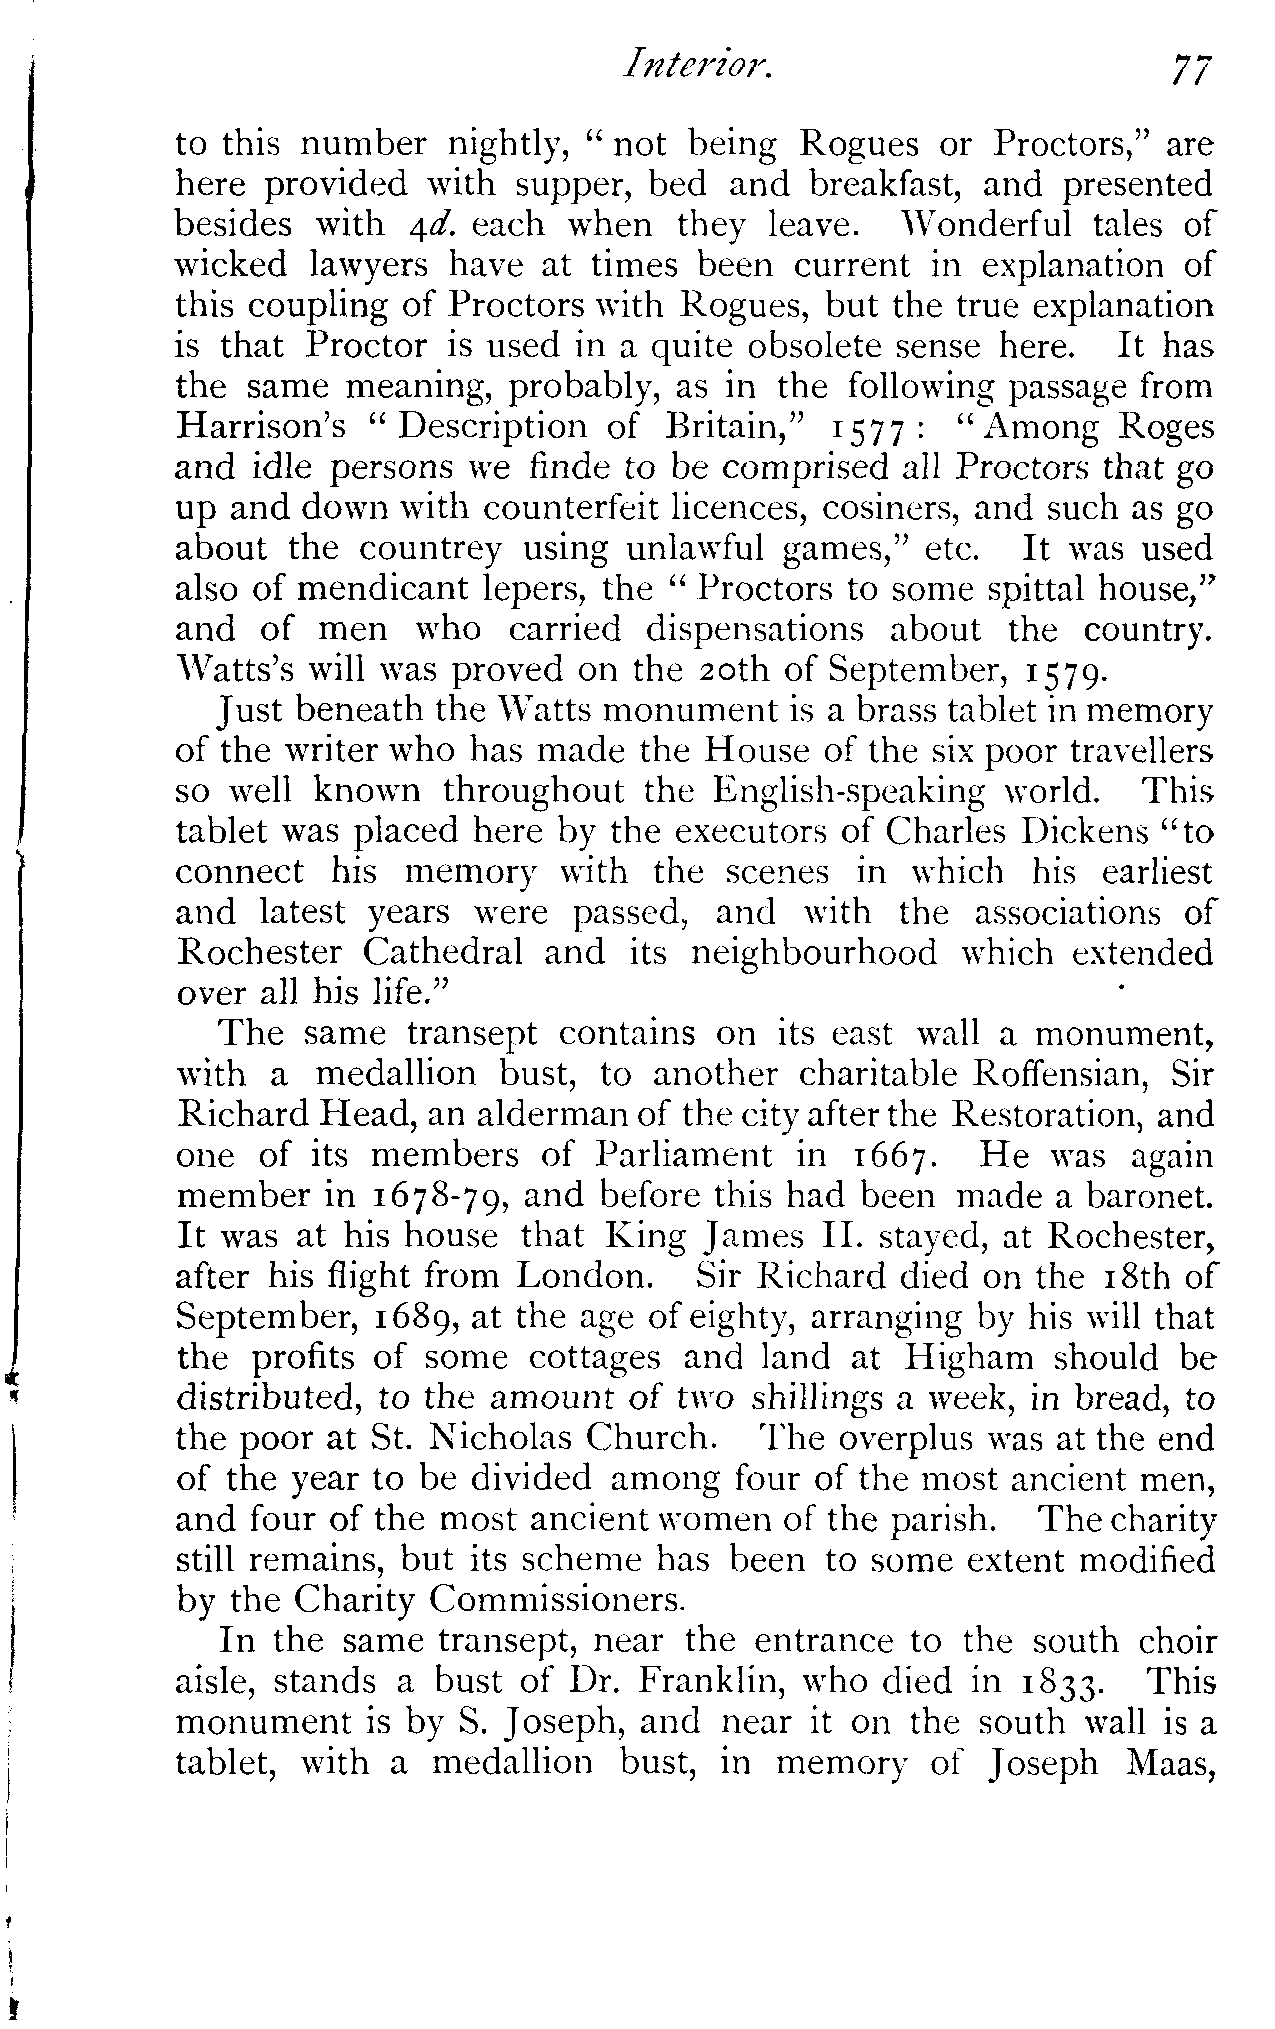 Interior. 77
to this number nightly, “ not being Rogues or Proctors,” are
here provided with supper, bed and breakfast, and presented
besides with 4d. each when they leave. Wonderful tales of
wicked lawyers have at times been current in explanation of
this coupling of Proctors with Rogues, but the true explanation
is that Proctor is used in a quite obsolete sense here. It has
the same meaning, probably, as in the following passage from
Harrison's “ Description of Britain,” 1577 : “ Among Roges
and idle persons we finde to be comprised all Proctors that go
up and down with counterfeit licences, cosiners, and such as go
about the countrey using unlawful games,” etc. It was used
also of mendicant lepers, the “ Proctors to some spittal house,”
and of men who carried dispensations about the country.
Watts's will was proved on the 20th of September, 1579.
Just beneath the Watts monument is a brass tablet in memory
of the writer who has made the House of the six poor travellers
so well known throughout the English-speaking world. This
tablet was placed here by the executors of Charles Dickens “to
connect his memory with the scenes in which his earliest
and latest years were passed, and with the associations of
Rochester Cathedral and its neighbourhood which extended
over all his life.”
The same transept contains on its east wall a monument,
with a medallion bust, to another charitable Roffensian, Sir
Richard Head, an alderman of the city after the Restoration, and
one of its members of Parliament in 1667. He was again
member in 1678-79, and before this had been made a baronet.
It was at his house that King James II. stayed, at Rochester,
after his flight from London. Sir Richard died on the 18th of
September, 1689, at the age of eighty, arranging by his will that
the profits of some cottages and land at Higham should be
distributed, to the amount of two shillings a week, in bread, to
the poor at St. Nicholas Church. The overplus was at the end
of the year to be divided among four of the most ancient men,
and four of the most ancient women of the parish. The charity
still remains, but its scheme has been to some extent modified
by the Charity Commissioners.
In the same transept, near the entrance to the south choir
aisle, stands a bust of Dr. Franklin, who died in 1833. This
monument is by S. Joseph, and near it on the south wall is a
tablet, with a medallion bust, in memory of Joseph Maas,